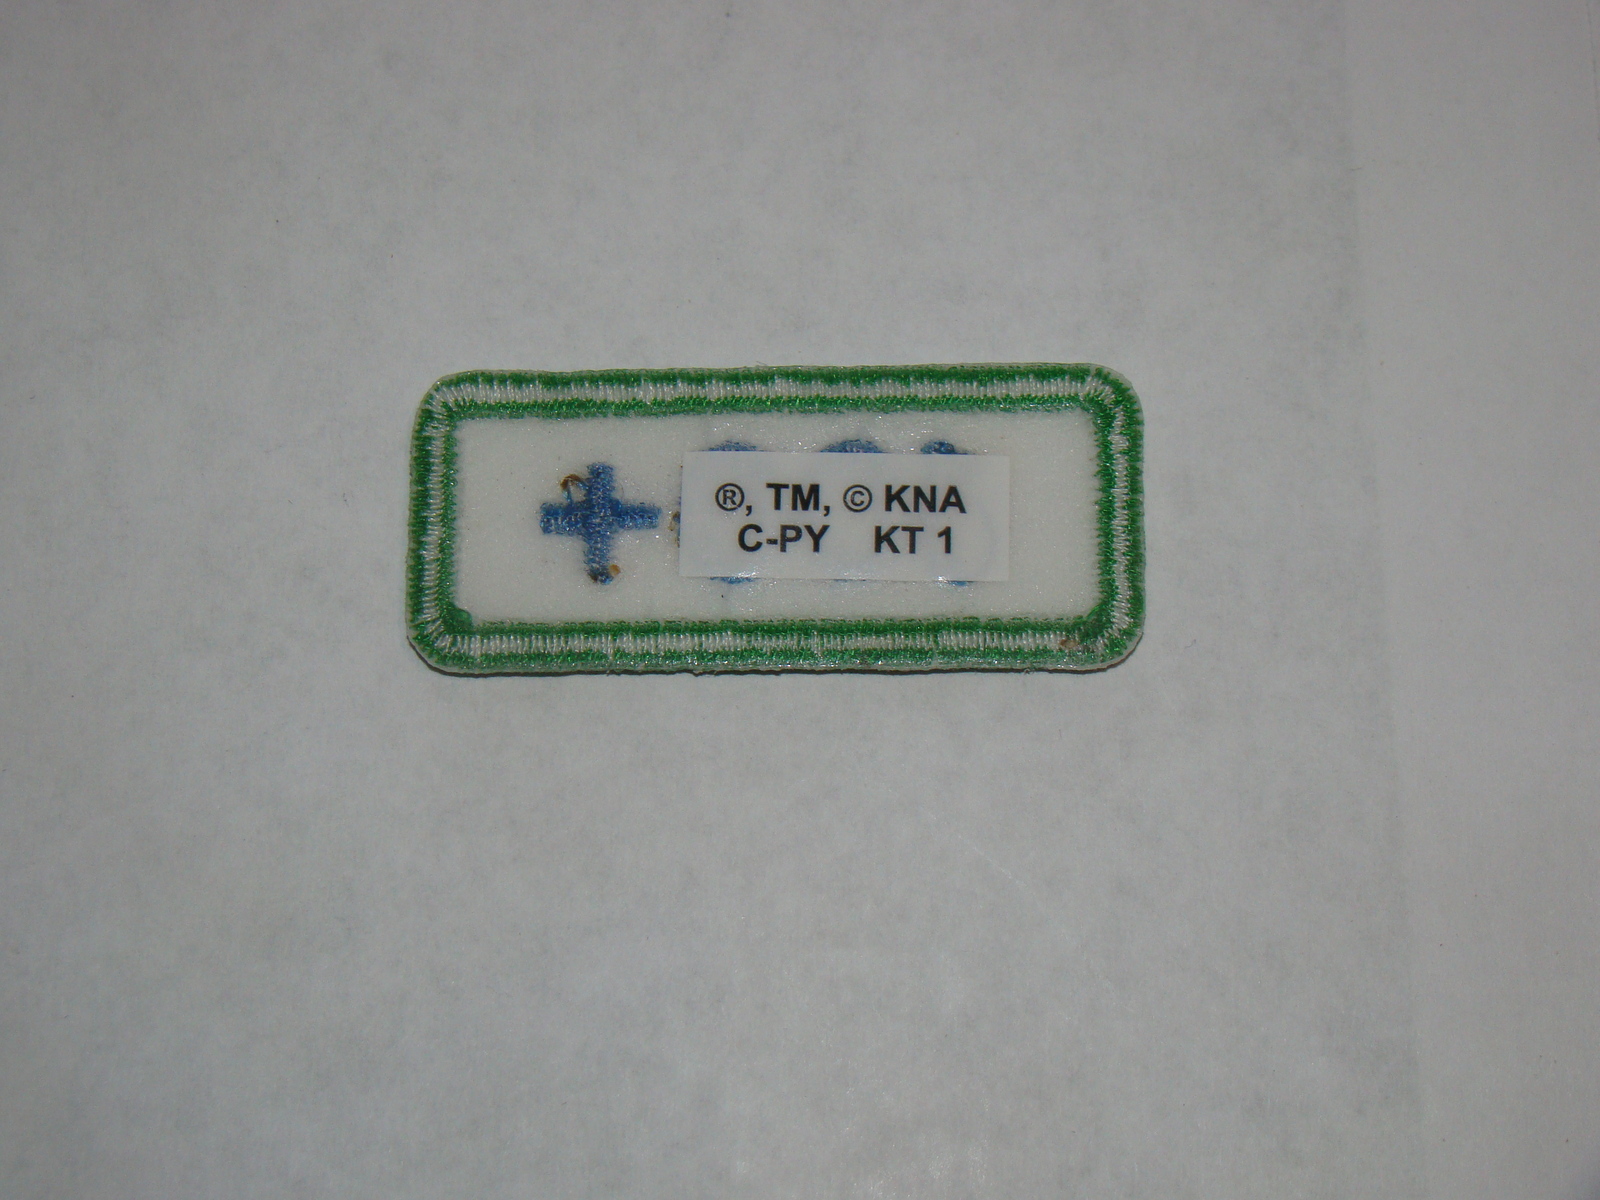 ®, TM, © KNA
C-PY KT 1